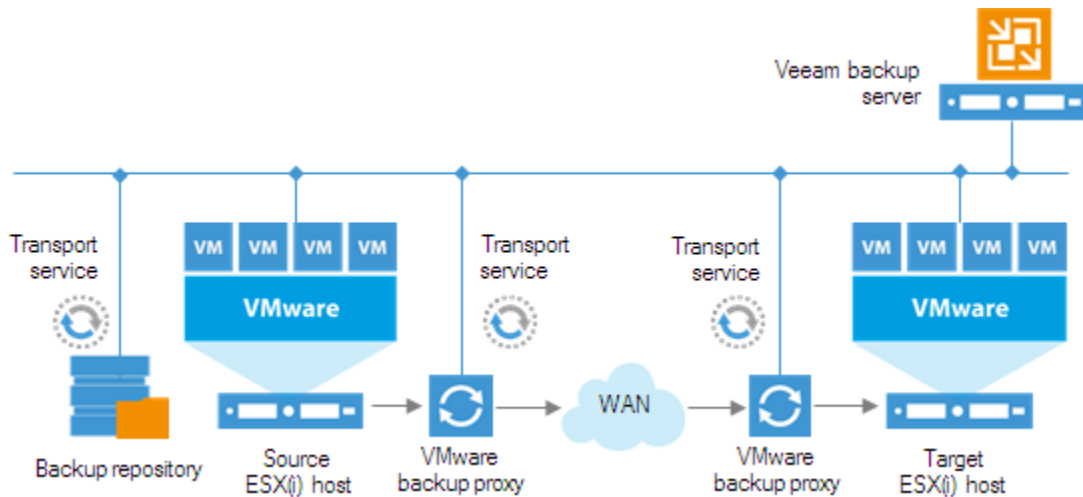 Veeam backup
server
Transport
service
VM VM VM VM
VMware
Transport
service
Transport
service
VM VM VM VM
VMware
WAN
Backup repository
Source
ESX(i) host
VMware
backup proxy
VMware
backup proxy
Target
ESX(i) host